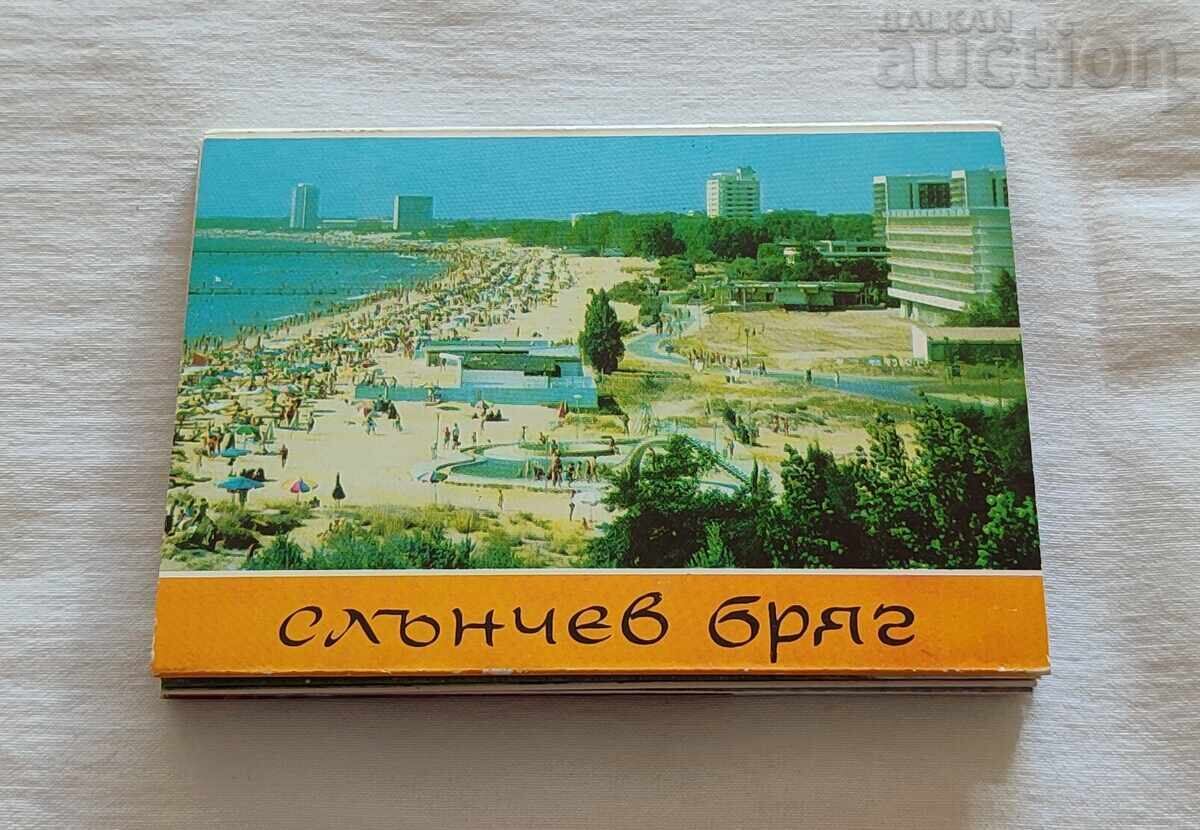 BALKAN
auction
слънчев бряг